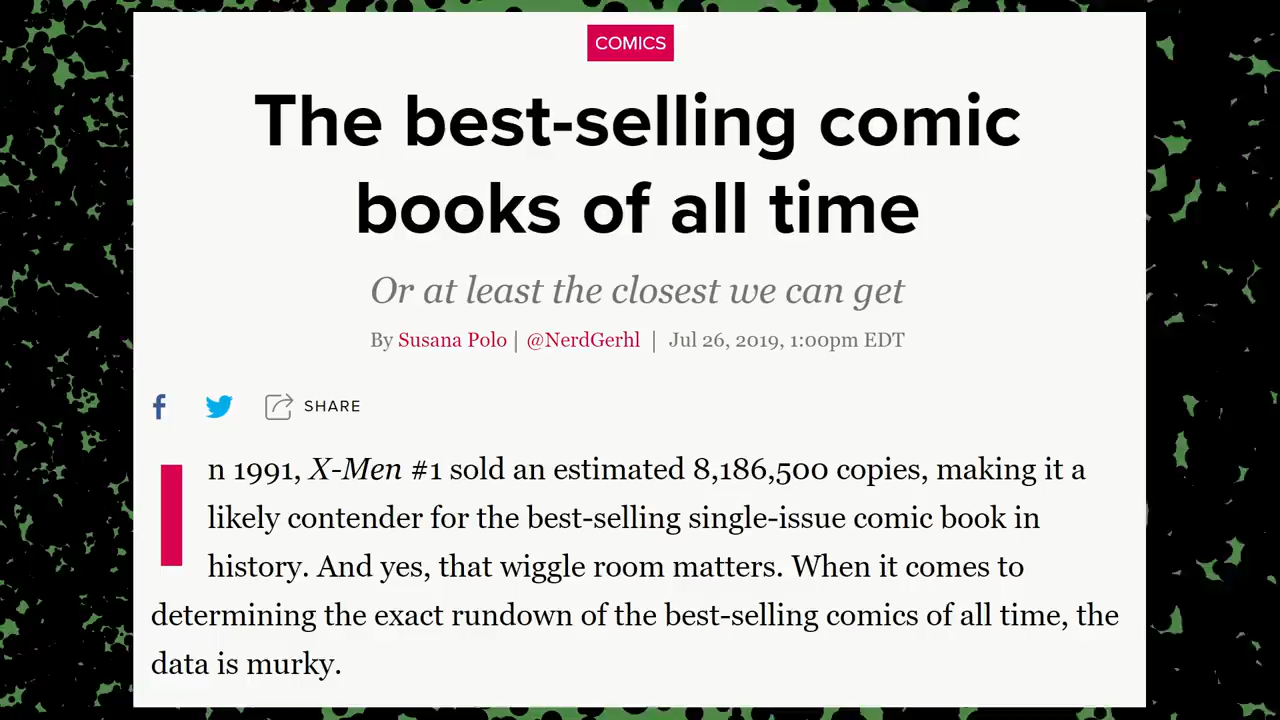 COMICS
The best-selling comic
books of all time
Or at least the closest we can get
By Susana Polo | @NerdGerhl | Jul 26, 2019, 1:00pm EDT
SHARE
In 1991, X-Men #1 sold an estimated 8,186,500 copies, making it a
likely contender for the best-selling single-issue comic book in
history. And yes, that wiggle room matters. When it comes to
determining the exact rundown of the best-selling comics of all time, the
data is murky.